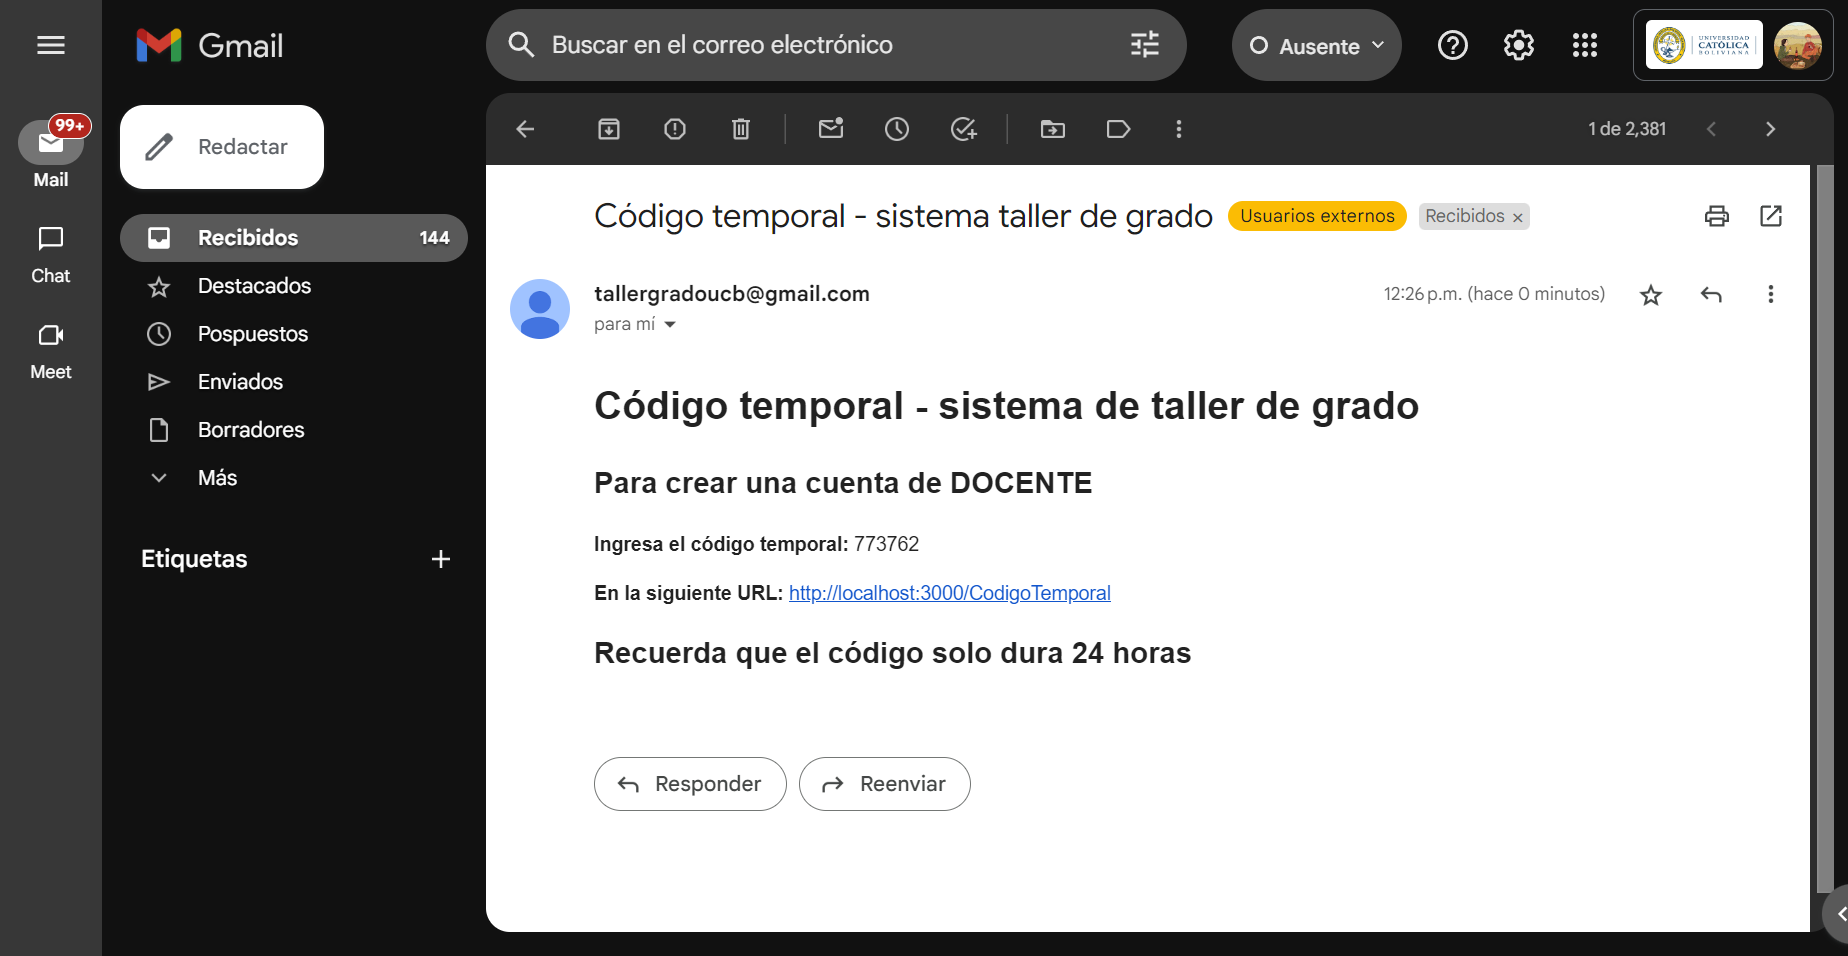 Gmail
Buscar en el correo electrónico
Ausente
UNIVERSIDAD
CATÓLICA
BOLIVIANA
99+
Mail
Chat
Meet
Redactar
Recibidos 144
Destacados
Pospuestos
Enviados
Borradores
Más
Etiquetas
1 de 2,381
Código temporal - sistema taller de grado Usuarios externos Recibidos ×
tallergradoucb@gmail.com 12:26 p.m. (hace 0 minutos)
para mí
Código temporal - sistema de taller de grado
Para crear una cuenta de DOCENTE
Ingresa el código temporal: 773762
En la siguiente URL: http://localhost:3000/CodigoTemporal
Recuerda que el código solo dura 24 horas
Responder Reenviar